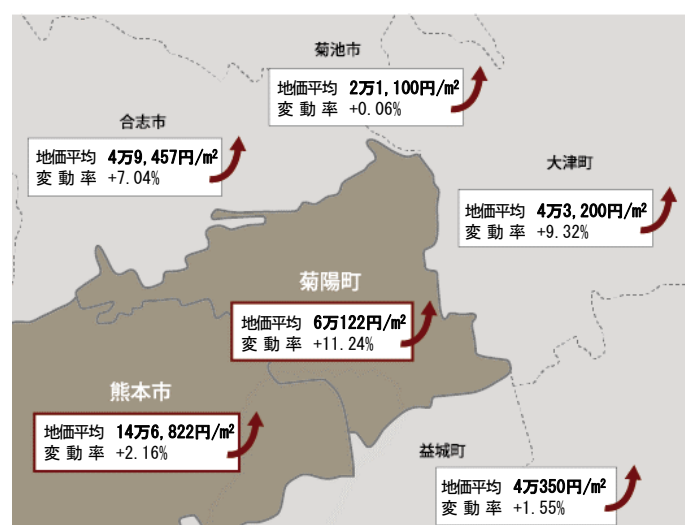 菊池市
地価平均 2万1,100円/m²
変動率 +0.06%
合志市
地価平均 4万9,457円/m²
変動率 +7.04%
大津町
地価平均 4万3,200円/m²
変動率 +9.32%
菊陽町
地価平均 6万122円/m²
変動率 +11.24%
熊本市
地価平均 14万6,822円/m²
変動率 +2.16%
益城町
地価平均 4万350円/m²
変動率 +1.55%